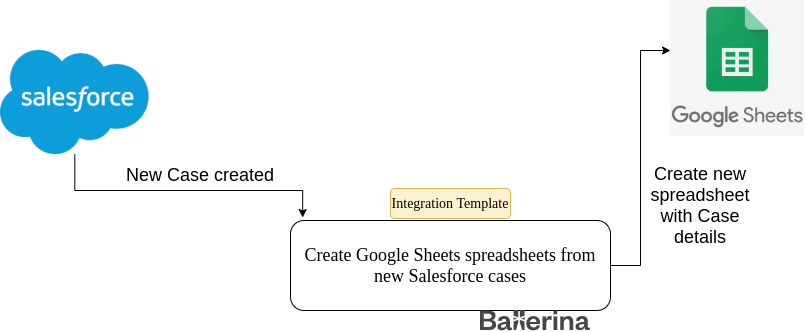 salesforce
New Case created
Integration Template
Create Google Sheets spreadsheets from
new Salesforce cases
Ballerina
Google Sheets
Create new
spreadsheet
with Case
details